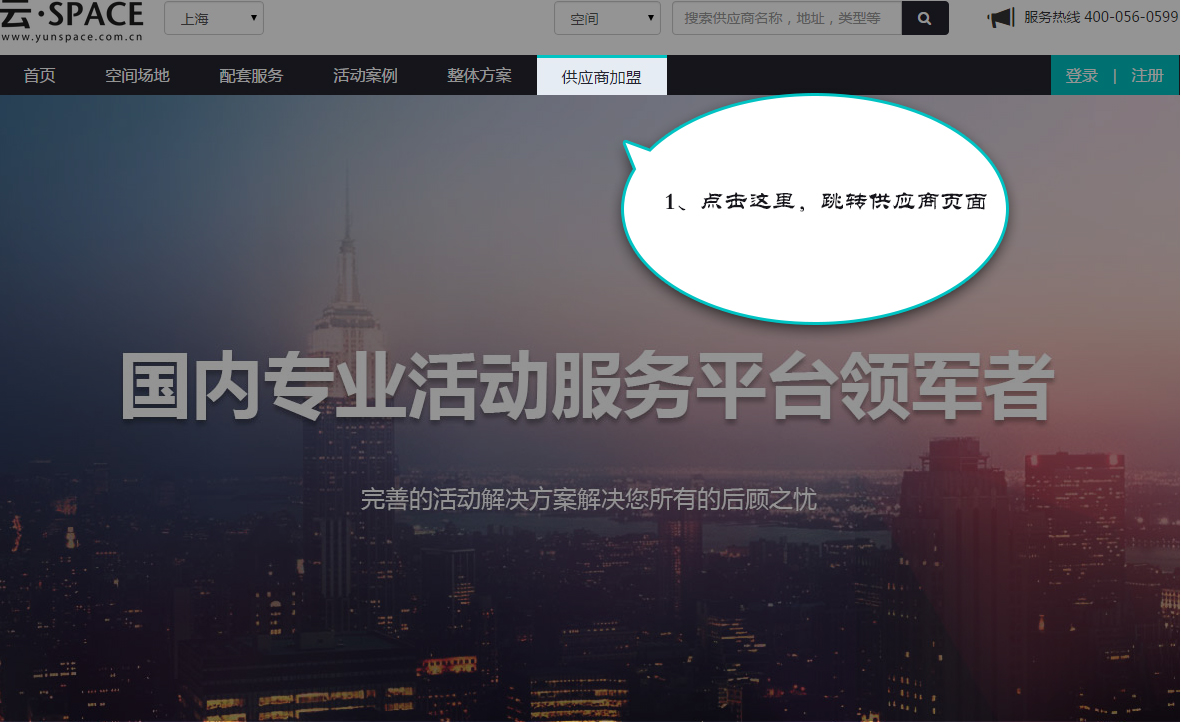 云·SPACE
www.yunspace.com.cn
上海
空间
搜索供应商名称，地址，类型等
服务热线 400-056-0599
首页
空间场地
配套服务
活动案例
整体方案
供应商加盟
登录 | 注册
1、点击这里，跳转供应商页面
国内专业活动服务平台领军者
完善的活动解决方案解决您所有的后顾之忧